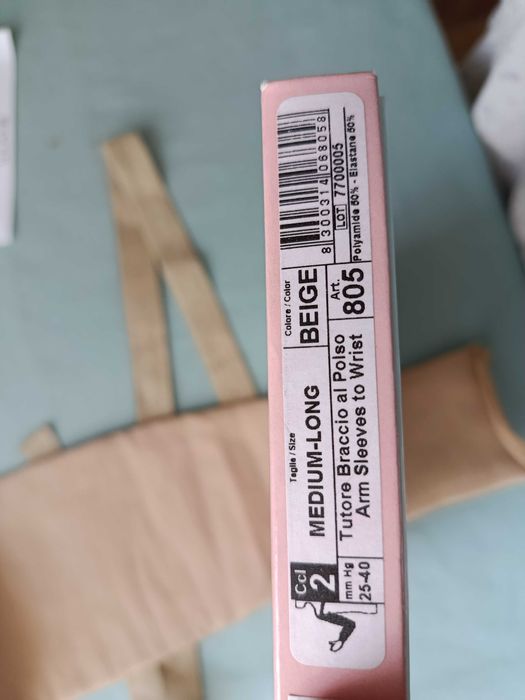 Ccl
2
mm Hg
25-40
Taglia / Size
MEDIUM-LONG
Tutore Braccio al Polso
Arm Sleeves to Wrist
Colore / Color
BEIGE
Art.
805
8 300314 068058
LOT 7700005
Polyamide 50% - Elastane 50%